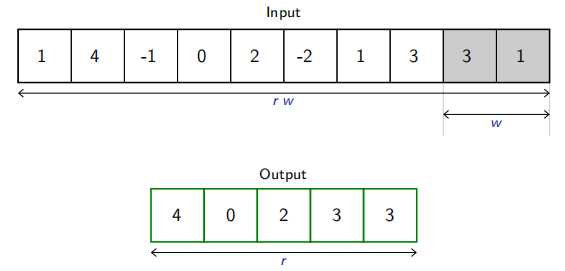 Input
1 4 -1 0 2 -2 1 3 3 1
r w
w
Output
4 0 2 3 3
r